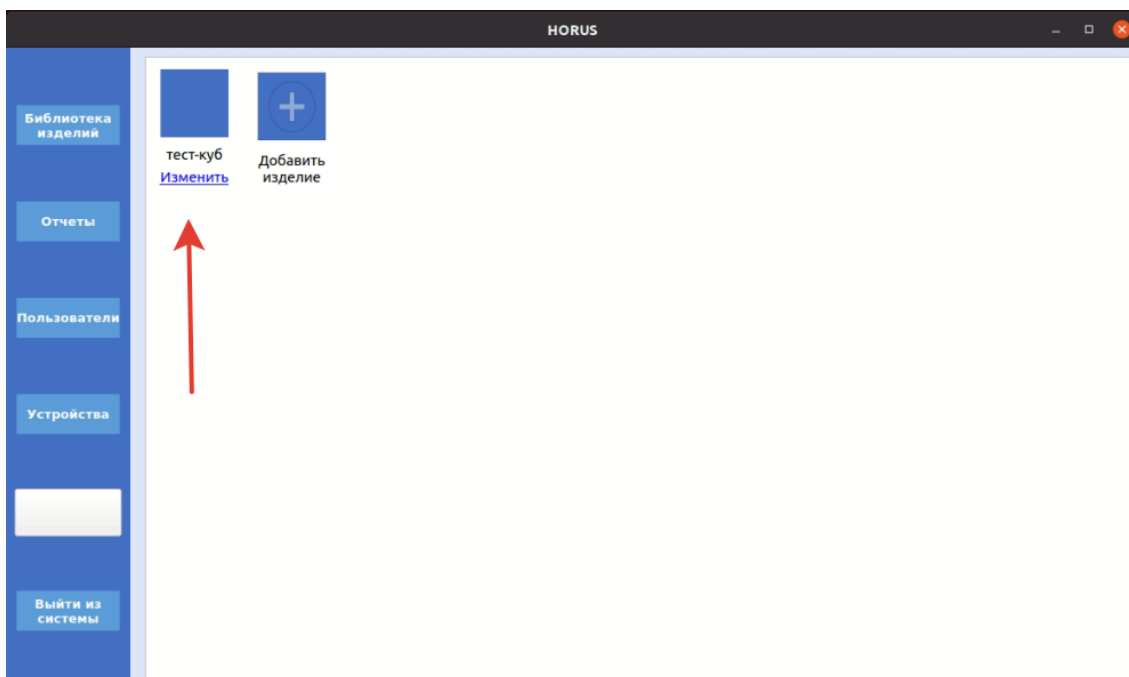 HORUS
Библиотека
изделий
Отчеты
Пользователи
Устройства
Выйти из
системы
тест-куб
Изменить
Добавить
изделие